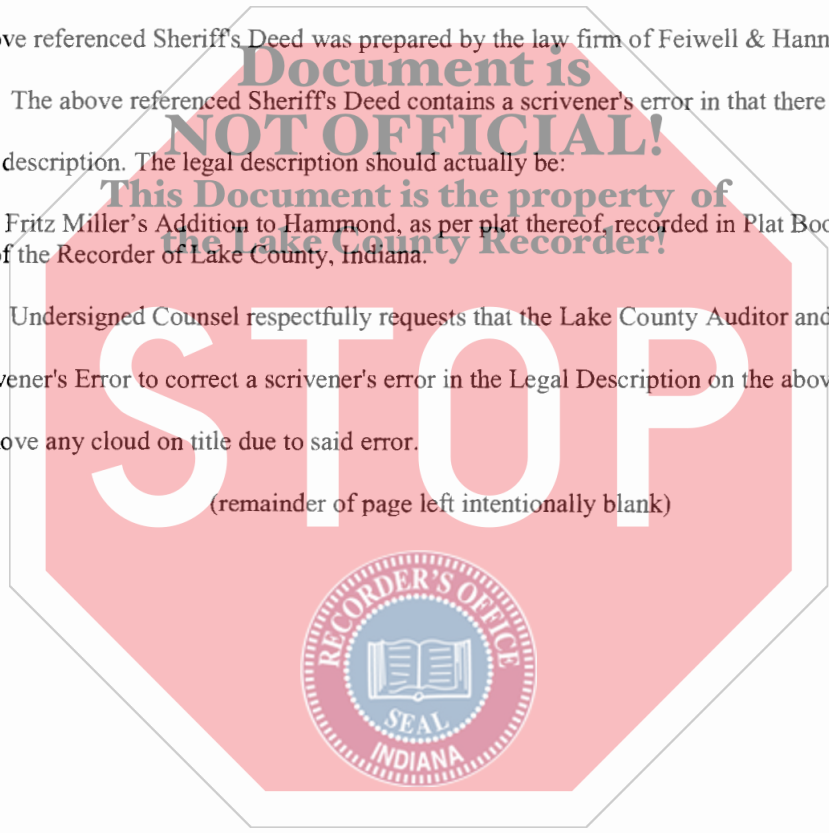 ve referenced Sheriff's Deed was prepared by the law firm of Feiwell & Hann
Document is
The above referenced Sheriff's Deed contains a scrivener's error in that there
NOT OFFICIAL!
description. The legal description should actually be:
This Document is the property of
Fritz Miller's Addition to Hammond, as per plat thereof, recorded in Plat Boo
the Lake County Recorder!
f the Recorder of Lake County, Indiana.
Undersigned Counsel respectfully requests that the Lake County Auditor and
vener's Error to correct a scrivener's error in the Legal Description on the abov
ove any cloud on title due to said error.
STOP
(remainder of page left intentionally blank)
RECORDER'S OFFICE
SEAL
INDIANA